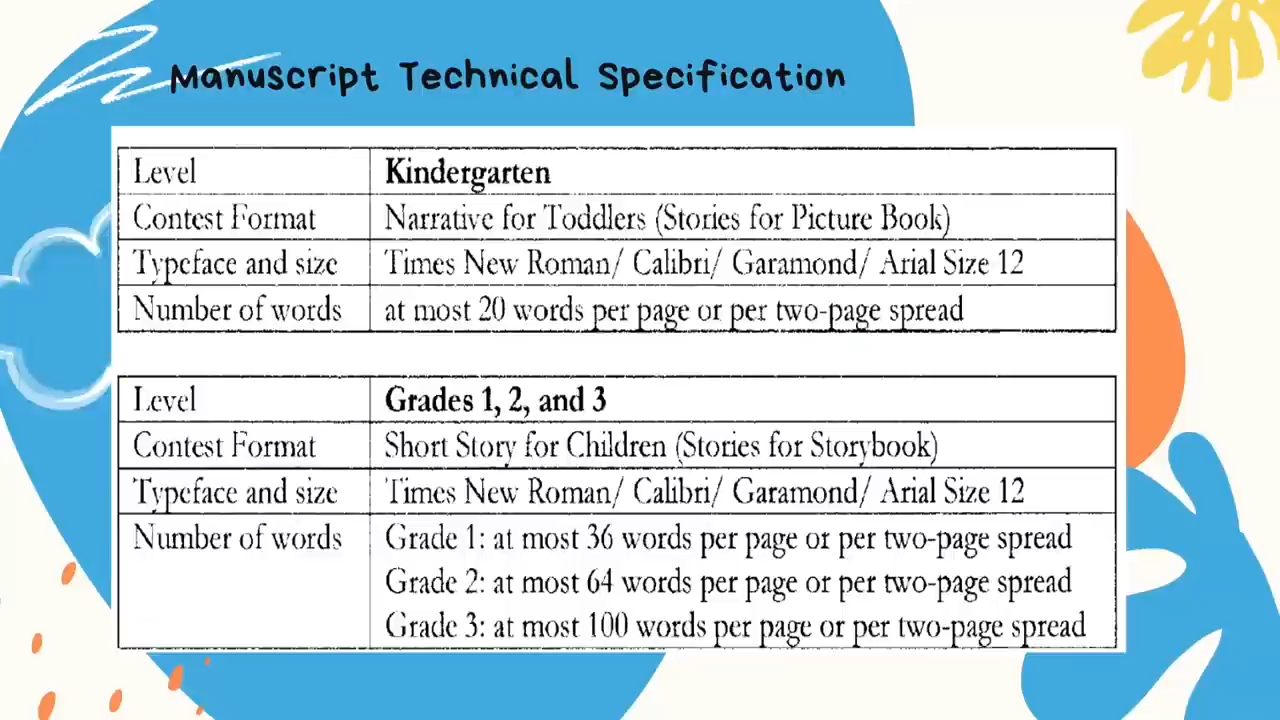 Manuscript Technical Specification
Level Kindergarten
Contest Format Narrative for Toddlers (Stories for Picture Book)
Typeface and size Times New Roman/ Calibri/ Garamond/ Arial Size 12
Number of words at most 20 words per page or per two-page spread
Level Grades 1, 2, and 3
Contest Format Short Story for Children (Stories for Storybook)
Typeface and size Times New Roman/ Calibri/ Garamond/ Arial Size 12
Number of words Grade 1: at most 36 words per page or per two-page spread
Grade 2: at most 64 words per page or per two-page spread
Grade 3: at most 100 words per page or per two-page spread